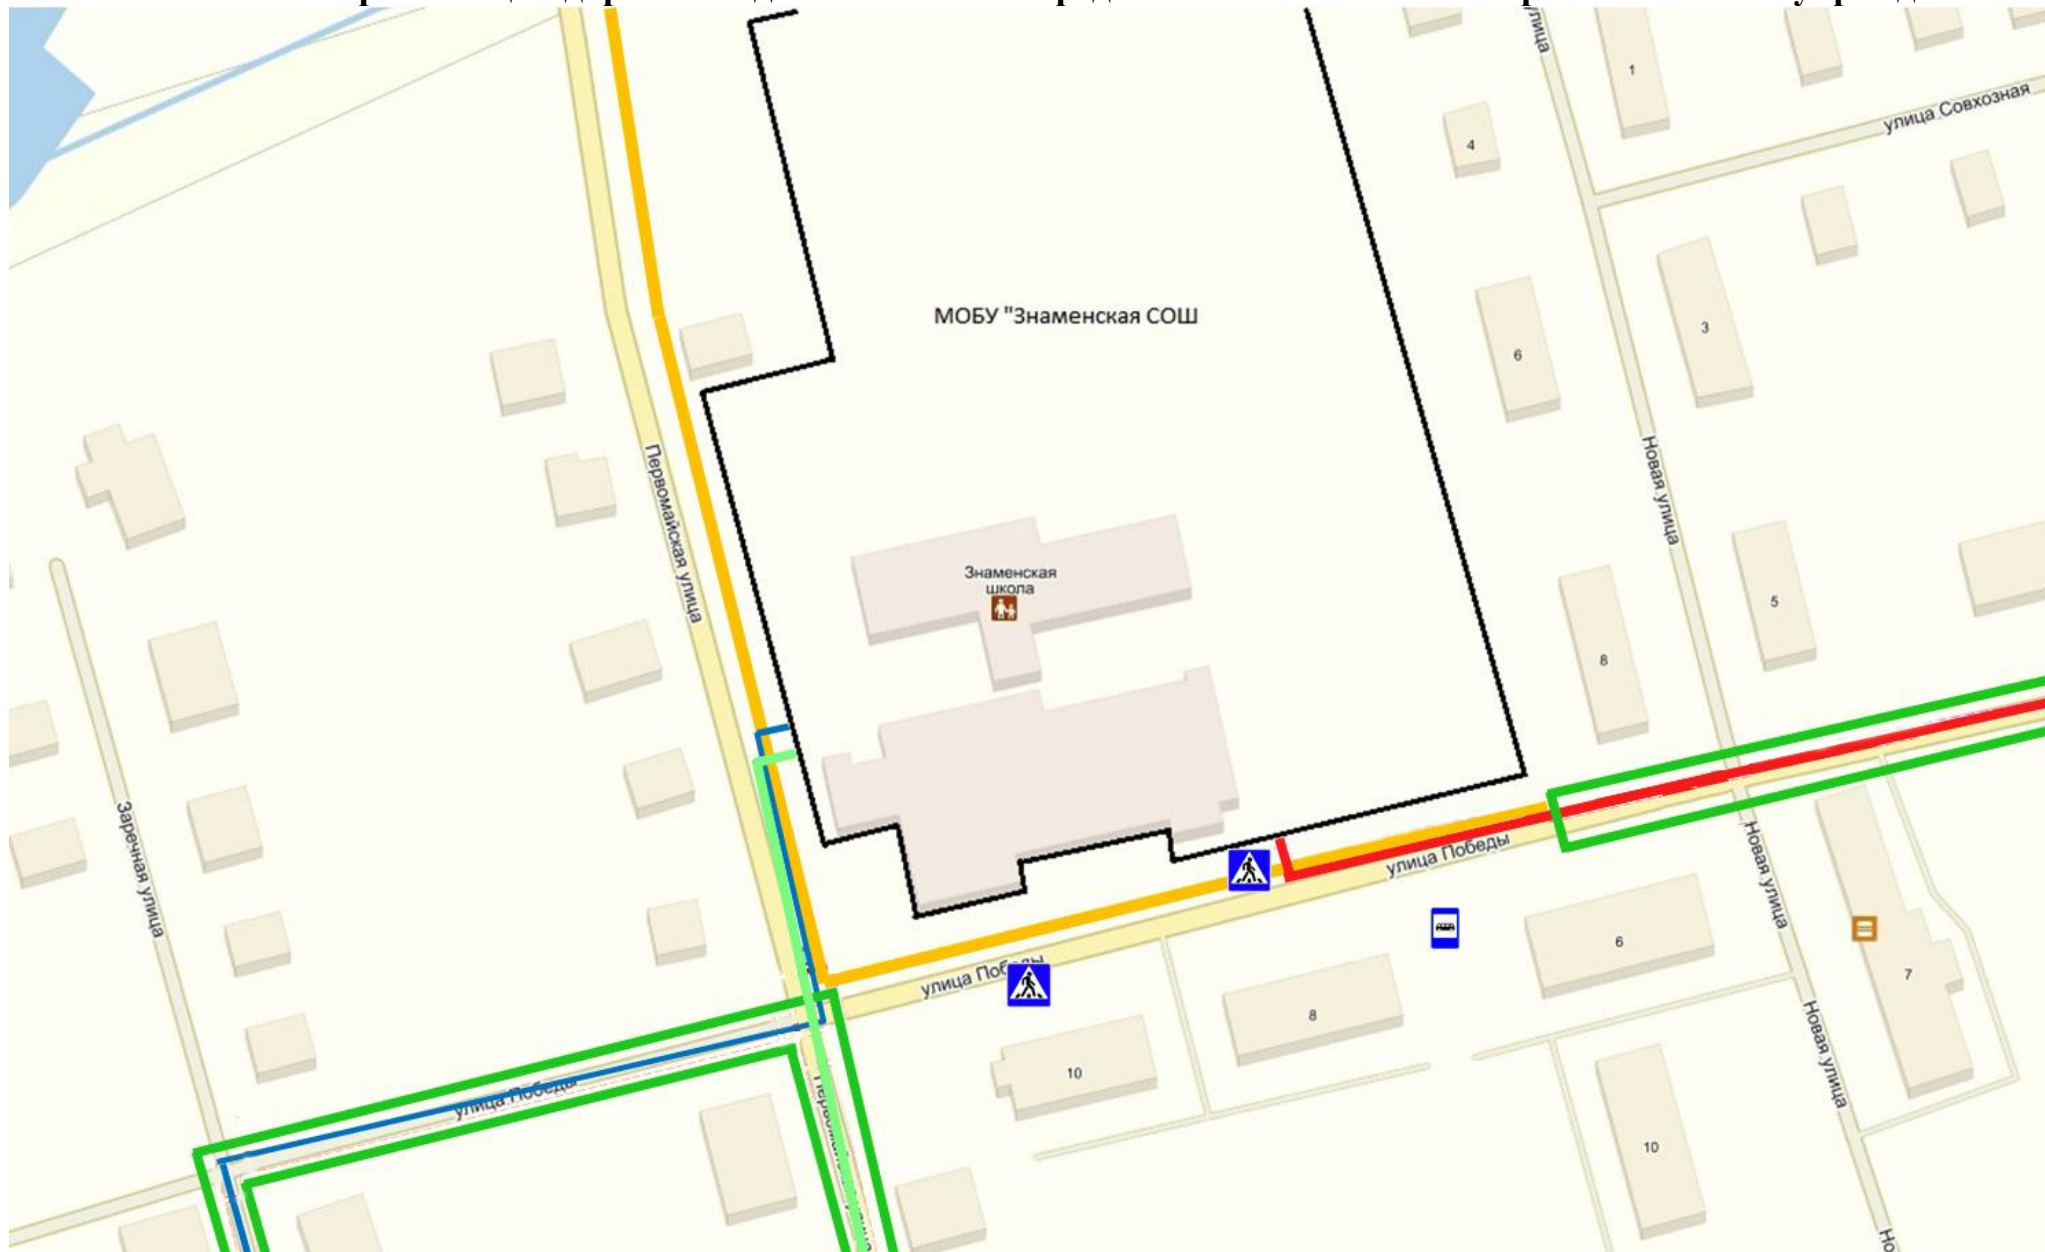 улица
1
улица Совхозная
4
МОБУ "Знаменская СОШ
3
6
Первомайская улица
Новая улица
Знаменская
школа
5
8
Заречная улица
улица Победы
Новая улица
6
7
улица Победы
8
10
Новая улица
улица Победы
10